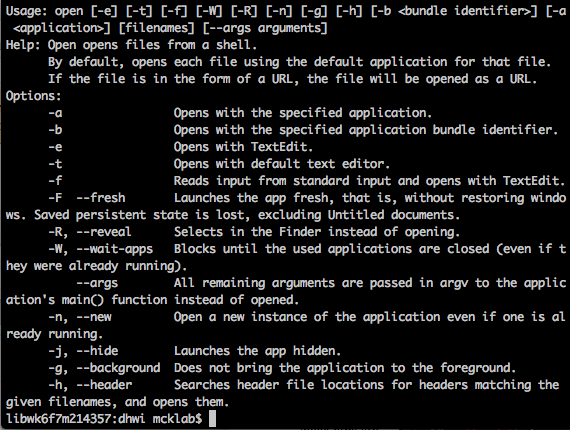 Usage: open [-e] [-t] [-f] [-W] [-R] [-n] [-g] [-h] [-b <bundle identifier>] [-a
 <application>] [filenames] [--args arguments]
Help: Open opens files from a shell.
      By default, opens each file using the default application for that file.
      If the file is in the form of a URL, the file will be opened as a URL.
Options:
      -a                Opens with the specified application.
      -b                Opens with the specified application bundle identifier.
      -e                Opens with TextEdit.
      -t                Opens with default text editor.
      -f                Reads input from standard input and opens with TextEdit.
      -F  --fresh       Launches the app fresh, that is, without restoring windo
ws. Saved persistent state is lost, excluding Untitled documents.
      -R, --reveal      Selects in the Finder instead of opening.
      -W, --wait-apps   Blocks until the used applications are closed (even if t
hey were already running).
          --args        All remaining arguments are passed in argv to the applic
ation's main() function instead of opened.
      -n, --new         Open a new instance of the application even if one is al
ready running.
      -j, --hide        Launches the app hidden.
      -g, --background  Does not bring the application to the foreground.
      -h, --header      Searches header file locations for headers matching the
given filenames, and opens them.
libwk6f7m214357:dhwi mcklab$